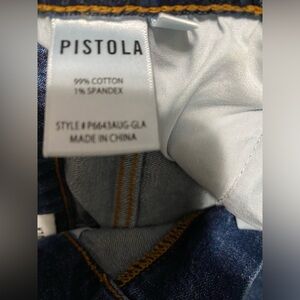 PISTOLA
99% COTTON
1% SPANDEX
STYLE# P6643AUG-GLA
MADE IN CHINA